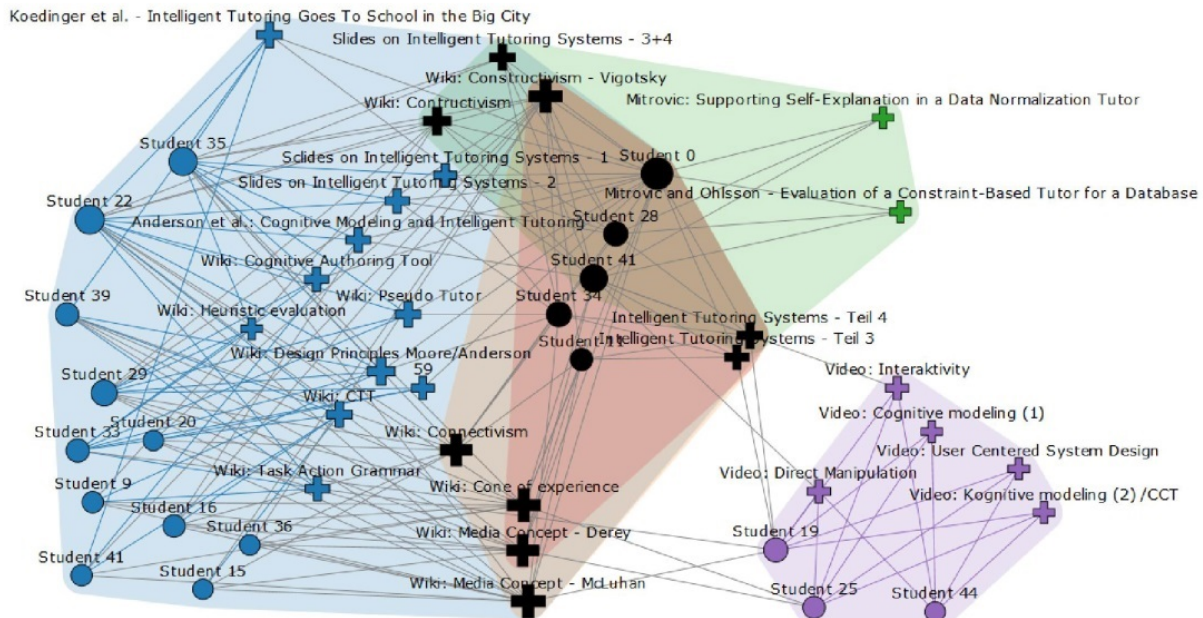 Koedinger et al. - Intelligent Tutoring Goes To School in the Big City
Slides on Intelligent Tutoring Systems - 3+4
Wiki: Constructivism - Vigotsky
Wiki: Contructivism
Mitrovic: Supporting Self-Explanation in a Data Normalization Tutor
Student 35
Sclides on Intelligent Tutoring Systems - 1
Student 0
Slides on Intelligent Tutoring Systems - 2
Mitrovic and Ohlsson - Evaluation of a Constraint-Based Tutor for a Database
Student 22
Anderson et al.: Cognitive Modeling and Intelligent Tutoring
Student 28
Wiki: Cognitive Authoring Tool
Student 41
Student 39
Wiki: Heuristic evaluation
Wiki: Pseudo Tutor
Student 34
Intelligent Tutoring Systems - Teil 4
Student 11
Intelligent Tutoring Systems - Teil 3
Wiki: Design Principles Moore/Anderson
59
Student 29
Video: Interaktivity
Wiki: CTT
Student 20
Student 33
Wiki: Connectivism
Video: Cognitive modeling (1)
Video: User Centered System Design
Wiki: Task Action Grammar
Video: Direct Manipulation
Student 9
Wiki: Cone of experience
Video: Kognitive modeling (2) /CCT
Student 16
Student 36
Wiki: Media Concept - Derey
Student 19
Student 41
Student 15
Wiki: Media Concept - McLuhan
Student 25
Student 44